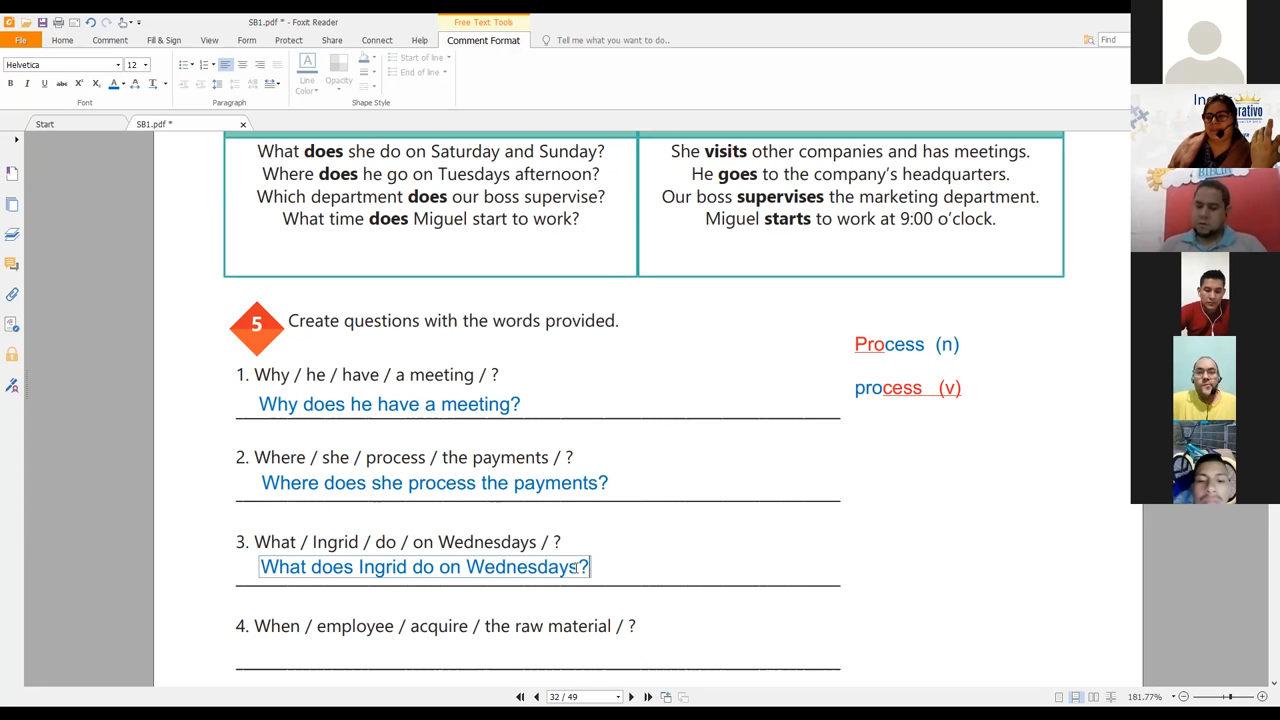 SB1.pdf * - Foxit Reader
Free Text Tools
File Home Comment Fill & Sign View Form Protect Share Connect Help Comment Format Tell me what you want to do.. Find
Helvetica 12
Start of line
End of line
Line Color
Opacity
Font Paragraph Shape Style
Start SB1.pdf *
What does she do on Saturday and Sunday? She visits other companies and has meetings.
Where does he go on Tuesdays afternoon? He goes to the company's headquarters.
Which department does our boss supervise? Our boss supervises the marketing department.
What time does Miguel start to work? Miguel starts to work at 9:00 o'clock.
5 Create questions with the words provided.
Process (n)
1. Why / he / have / a meeting / ?
process (v)
Why does he have a meeting?
2. Where / she / process / the payments / ?
Where does she process the payments?
3. What / Ingrid / do / on Wednesdays / ?
What does Ingrid do on Wednesdays?
4. When / employee / acquire / the raw material / ?
32 / 49
181.77%